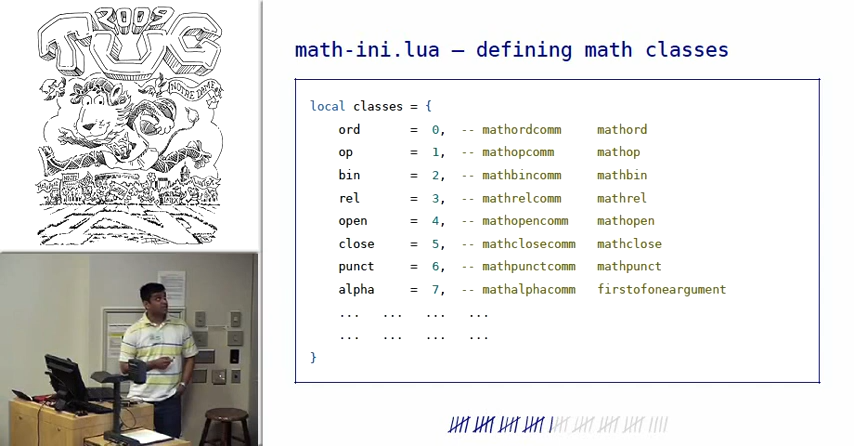 2009
TUG
NOTRE DAME
math-ini.lua — defining math classes
local classes = {
ord = 0, -- mathordcomm mathord
op = 1, -- mathopcomm mathop
bin = 2, -- mathbincomm mathbin
rel = 3, -- mathrelcomm mathrel
open = 4, -- mathopencomm mathopen
close = 5, -- mathclosecomm mathclose
punct = 6, -- mathpunctcomm mathpunct
alpha = 7, -- mathalphacomm firstofoneargument
... ... ... ...
... ... ... ...
}